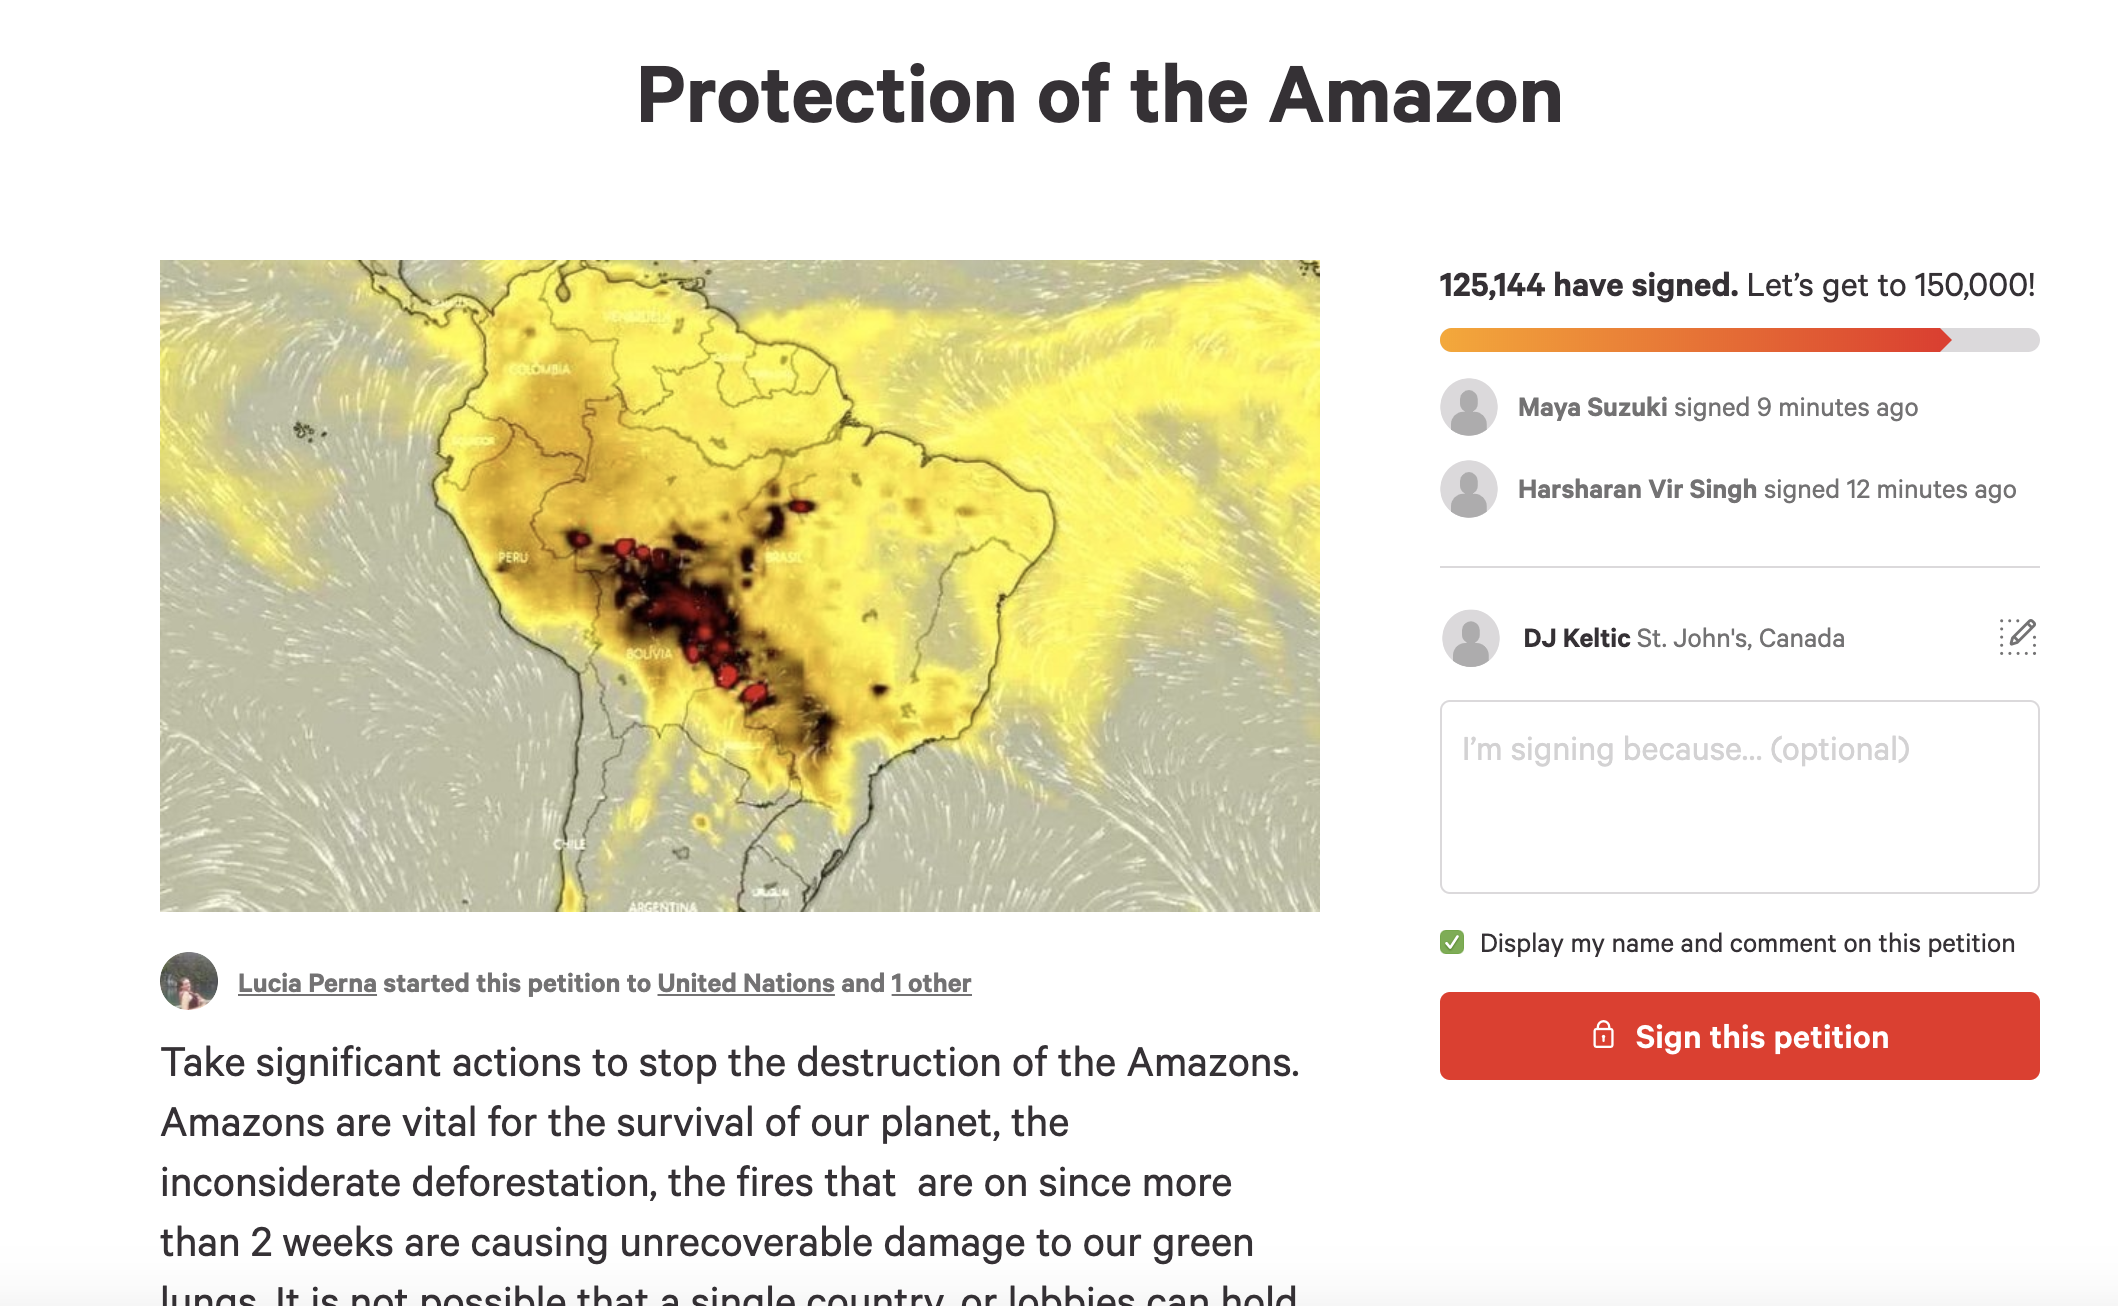 Protection of the Amazon
VENEZUELA
COLOMBIA
ECUADOR
PERU
BRASIL
BOLIVIA
CHILE
URUGUAY
ARGENTINA
Lucia Perna started this petition to United Nations and 1 other
Take significant actions to stop the destruction of the Amazons.
Amazons are vital for the survival of our planet, the
inconsiderate deforestation, the fires that  are on since more
than 2 weeks are causing unrecoverable damage to our green
lungs. It is not possible that a single country, or lobbies can hold
125,144 have signed. Let’s get to 150,000!
Maya Suzuki signed 9 minutes ago
Harsharan Vir Singh signed 12 minutes ago
DJ Keltic St. John's, Canada
I’m signing because... (optional)
Display my name and comment on this petition
Sign this petition